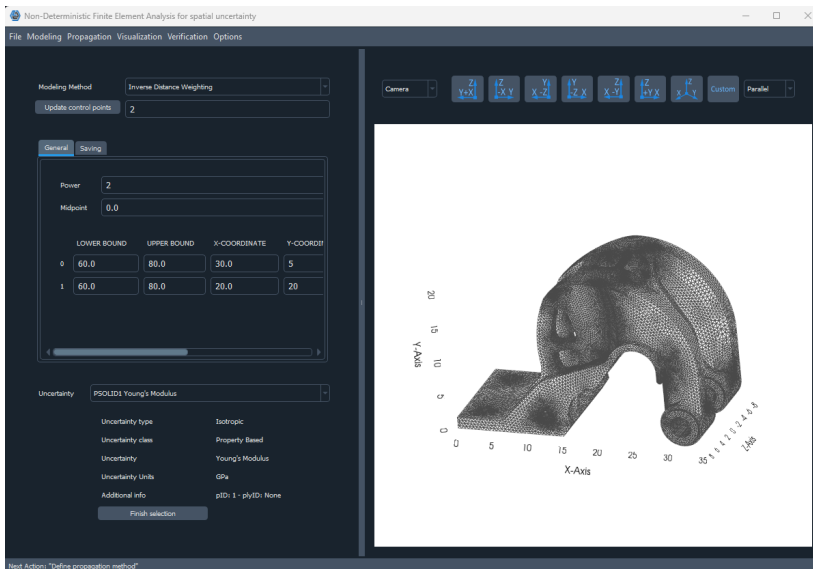 Non-Deterministic Finite Element Analysis for spatial uncertainty
File Modeling Propagation Visualization Verification Options
Modeling Method Inverse Distance Weighting
Update control points 2
General Saving
Power 2
Midpoint 0.0
LOWER BOUND UPPER BOUND X-COORDINATE Y-COORDIN
0 60.0 80.0 30.0 5
1 60.0 80.0 20.0 20
Uncertainty PSOLID1 Young's Modulus
Uncertainty type Isotropic
Uncertainty class Property Based
Uncertainty Young's Modulus
Uncertainty Units GPa
Additional info pID: 1 - plyID: None
Finish selection
Next Action: "Define propagation method"
Camera
Z Y+X
Z -X Y
Y X -Z
Y -Z X
Z X -Y
Z +Y X
Z X Y
Custom
Parallel
20
15
10
5
0
Y-Axis
0 5 10 15 20 25 30 35
X-Axis
Z-Axis